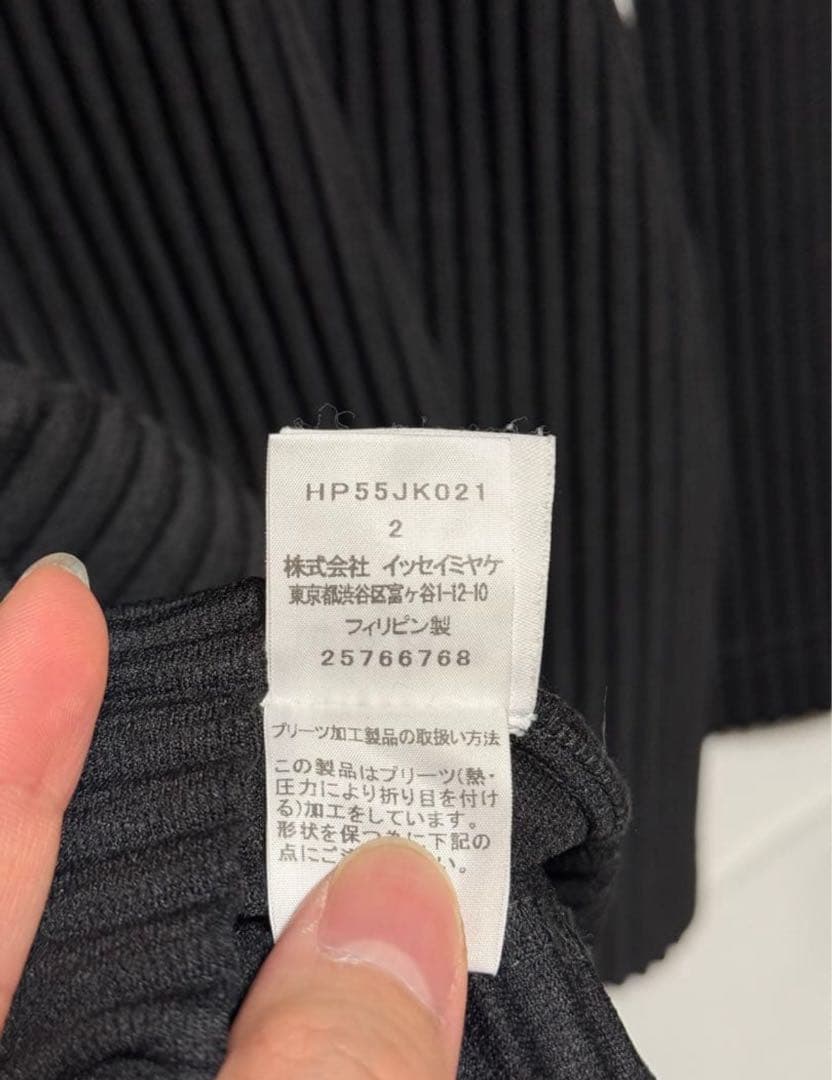 HP55JK021
2
株式会社 イッセイミヤケ
東京都渋谷区富ヶ谷1-12-10
フィリピン製
25766768
プリーツ加工製品の取扱い方法
この製品はプリーツ(熱・
圧力により折り目を付け
る)加工をしています。
形状を保つ為に下記の
点にご い。